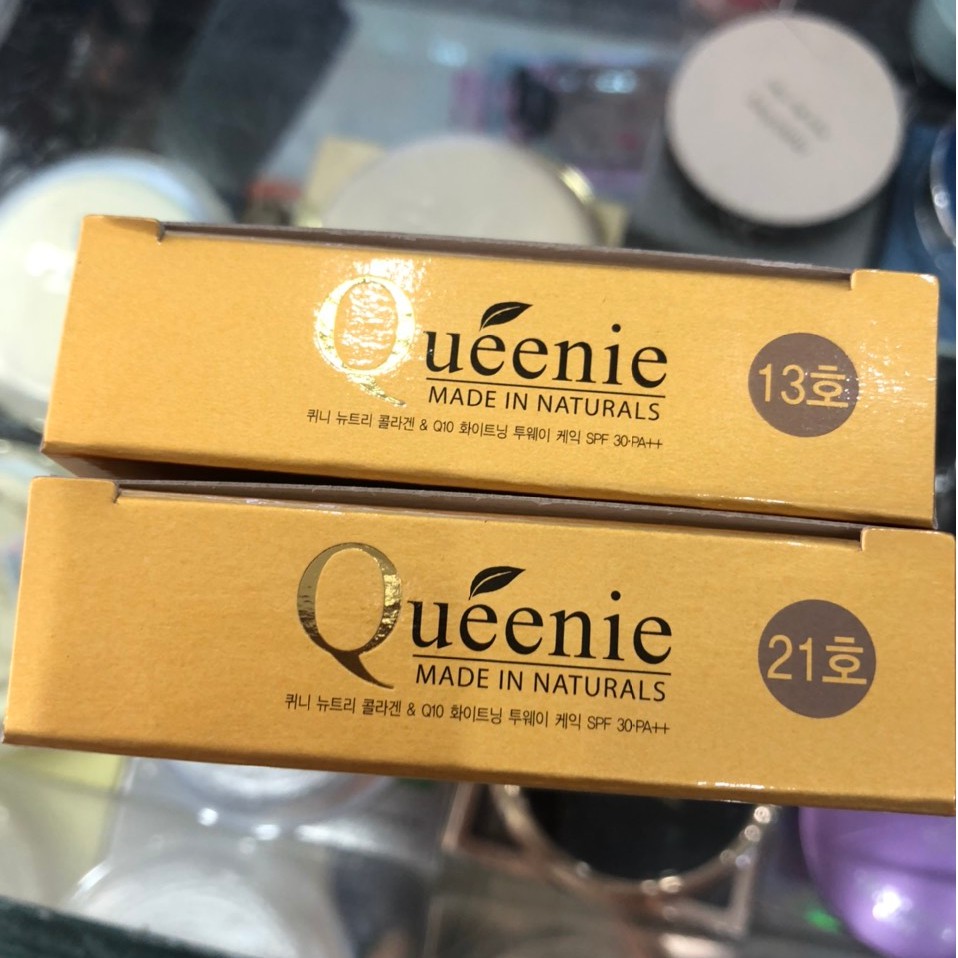 Queenie
MADE IN NATURALS
퀴니 뉴트리 콜라겐 & Q10 화이트닝 투웨이 케익 SPF 30·PA++
13호
Queenie
MADE IN NATURALS
퀴니 뉴트리 콜라겐 & Q10 화이트닝 투웨이 케익 SPF 30·PA++
21호